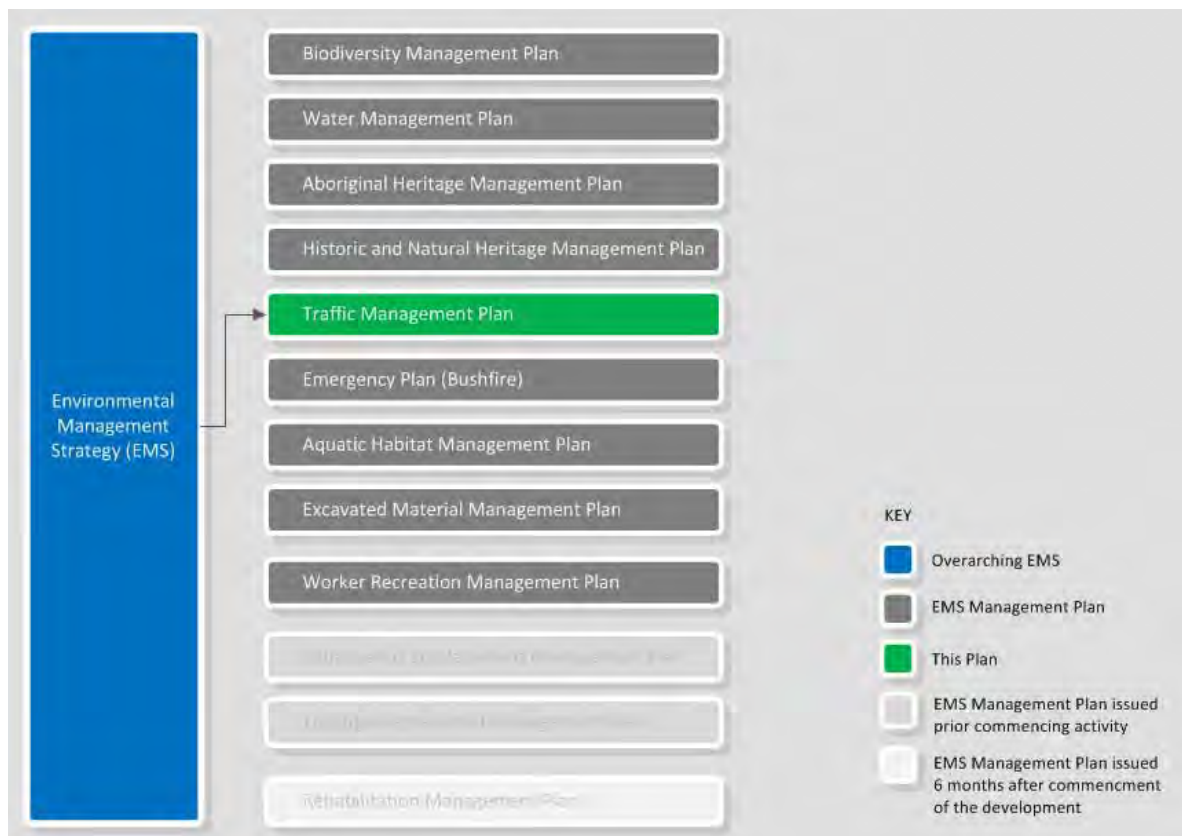 Biodiversity Management Plan
Water Management Plan
Aboriginal Heritage Management Plan
Historic and Natural Heritage Management Plan
Traffic Management Plan
Emergency Plan (Bushfire)
Aquatic Habitat Management Plan
Excavated Material Management Plan
Worker Recreation Management Plan
Rehabilitation Management Plan
Environmental
Management
Strategy (EMS)
KEY
Overarching EMS
EMS Management Plan
This Plan
EMS Management Plan issued
prior commencing activity
EMS Management Plan issued
6 months after commencment
of the development